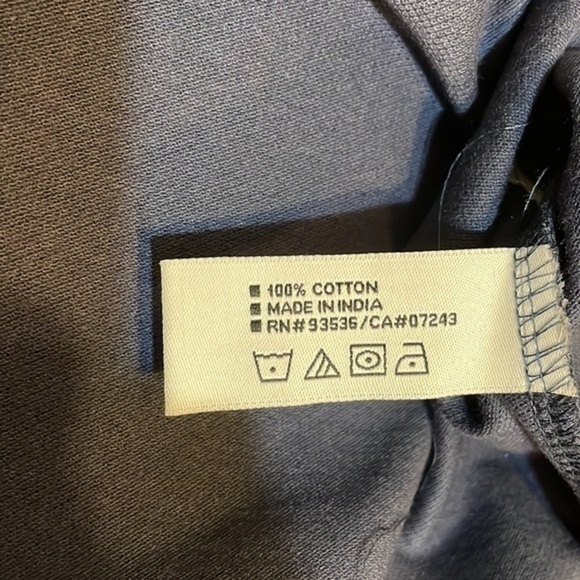 100% COTTON
MADE IN INDIA
RN#93536/CA#07243